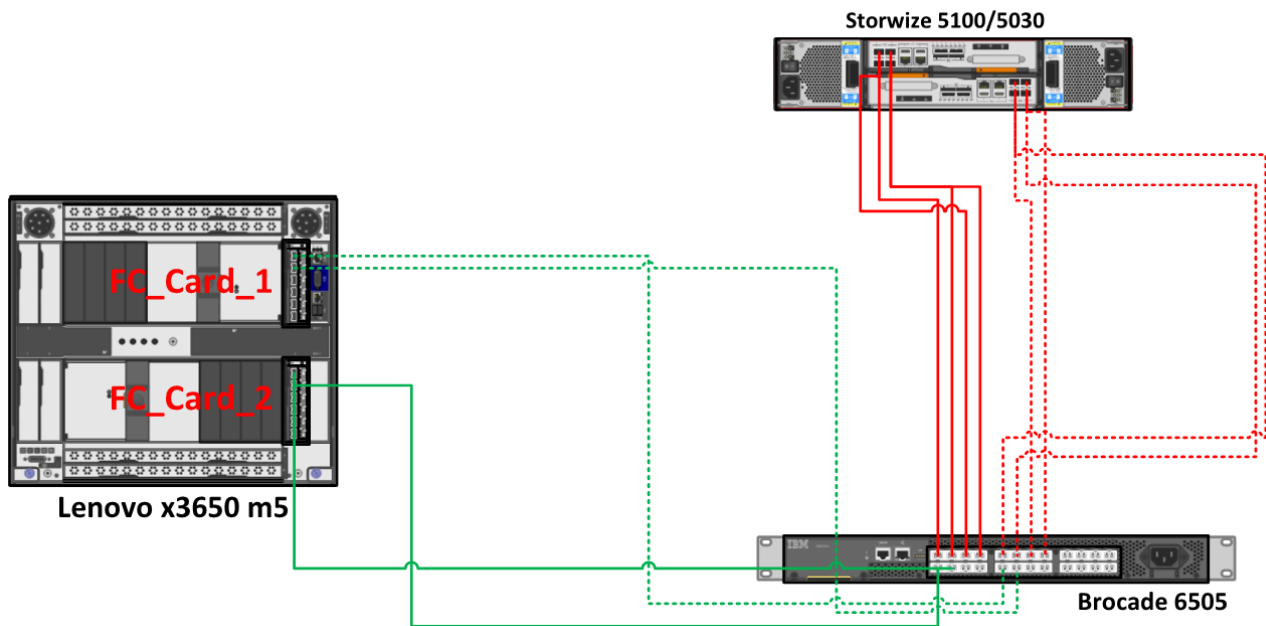 Storwize 5100/5030
FC_Card_1
FC_Card_2
Lenovo x3650 m5
IBM
Brocade 6505